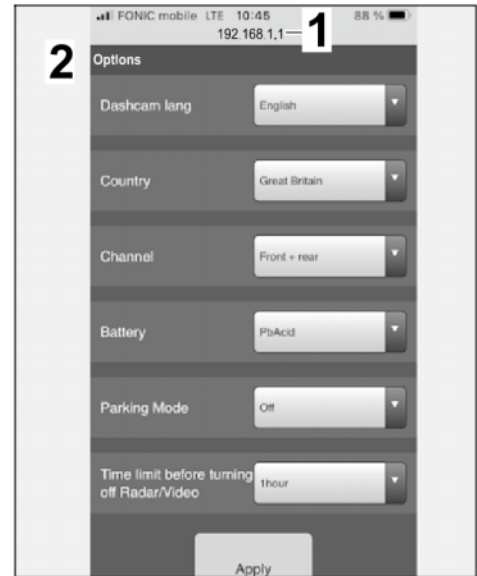 FONIC mobile LTE 10:45 88 %
192.168.1.1 1
2 Options
Dashcam lang English
Country Great Britain
Channel Front + rear
Battery PbAcid
Parking Mode Off
Time limit before turning
off Radar/Video 1hour
Apply